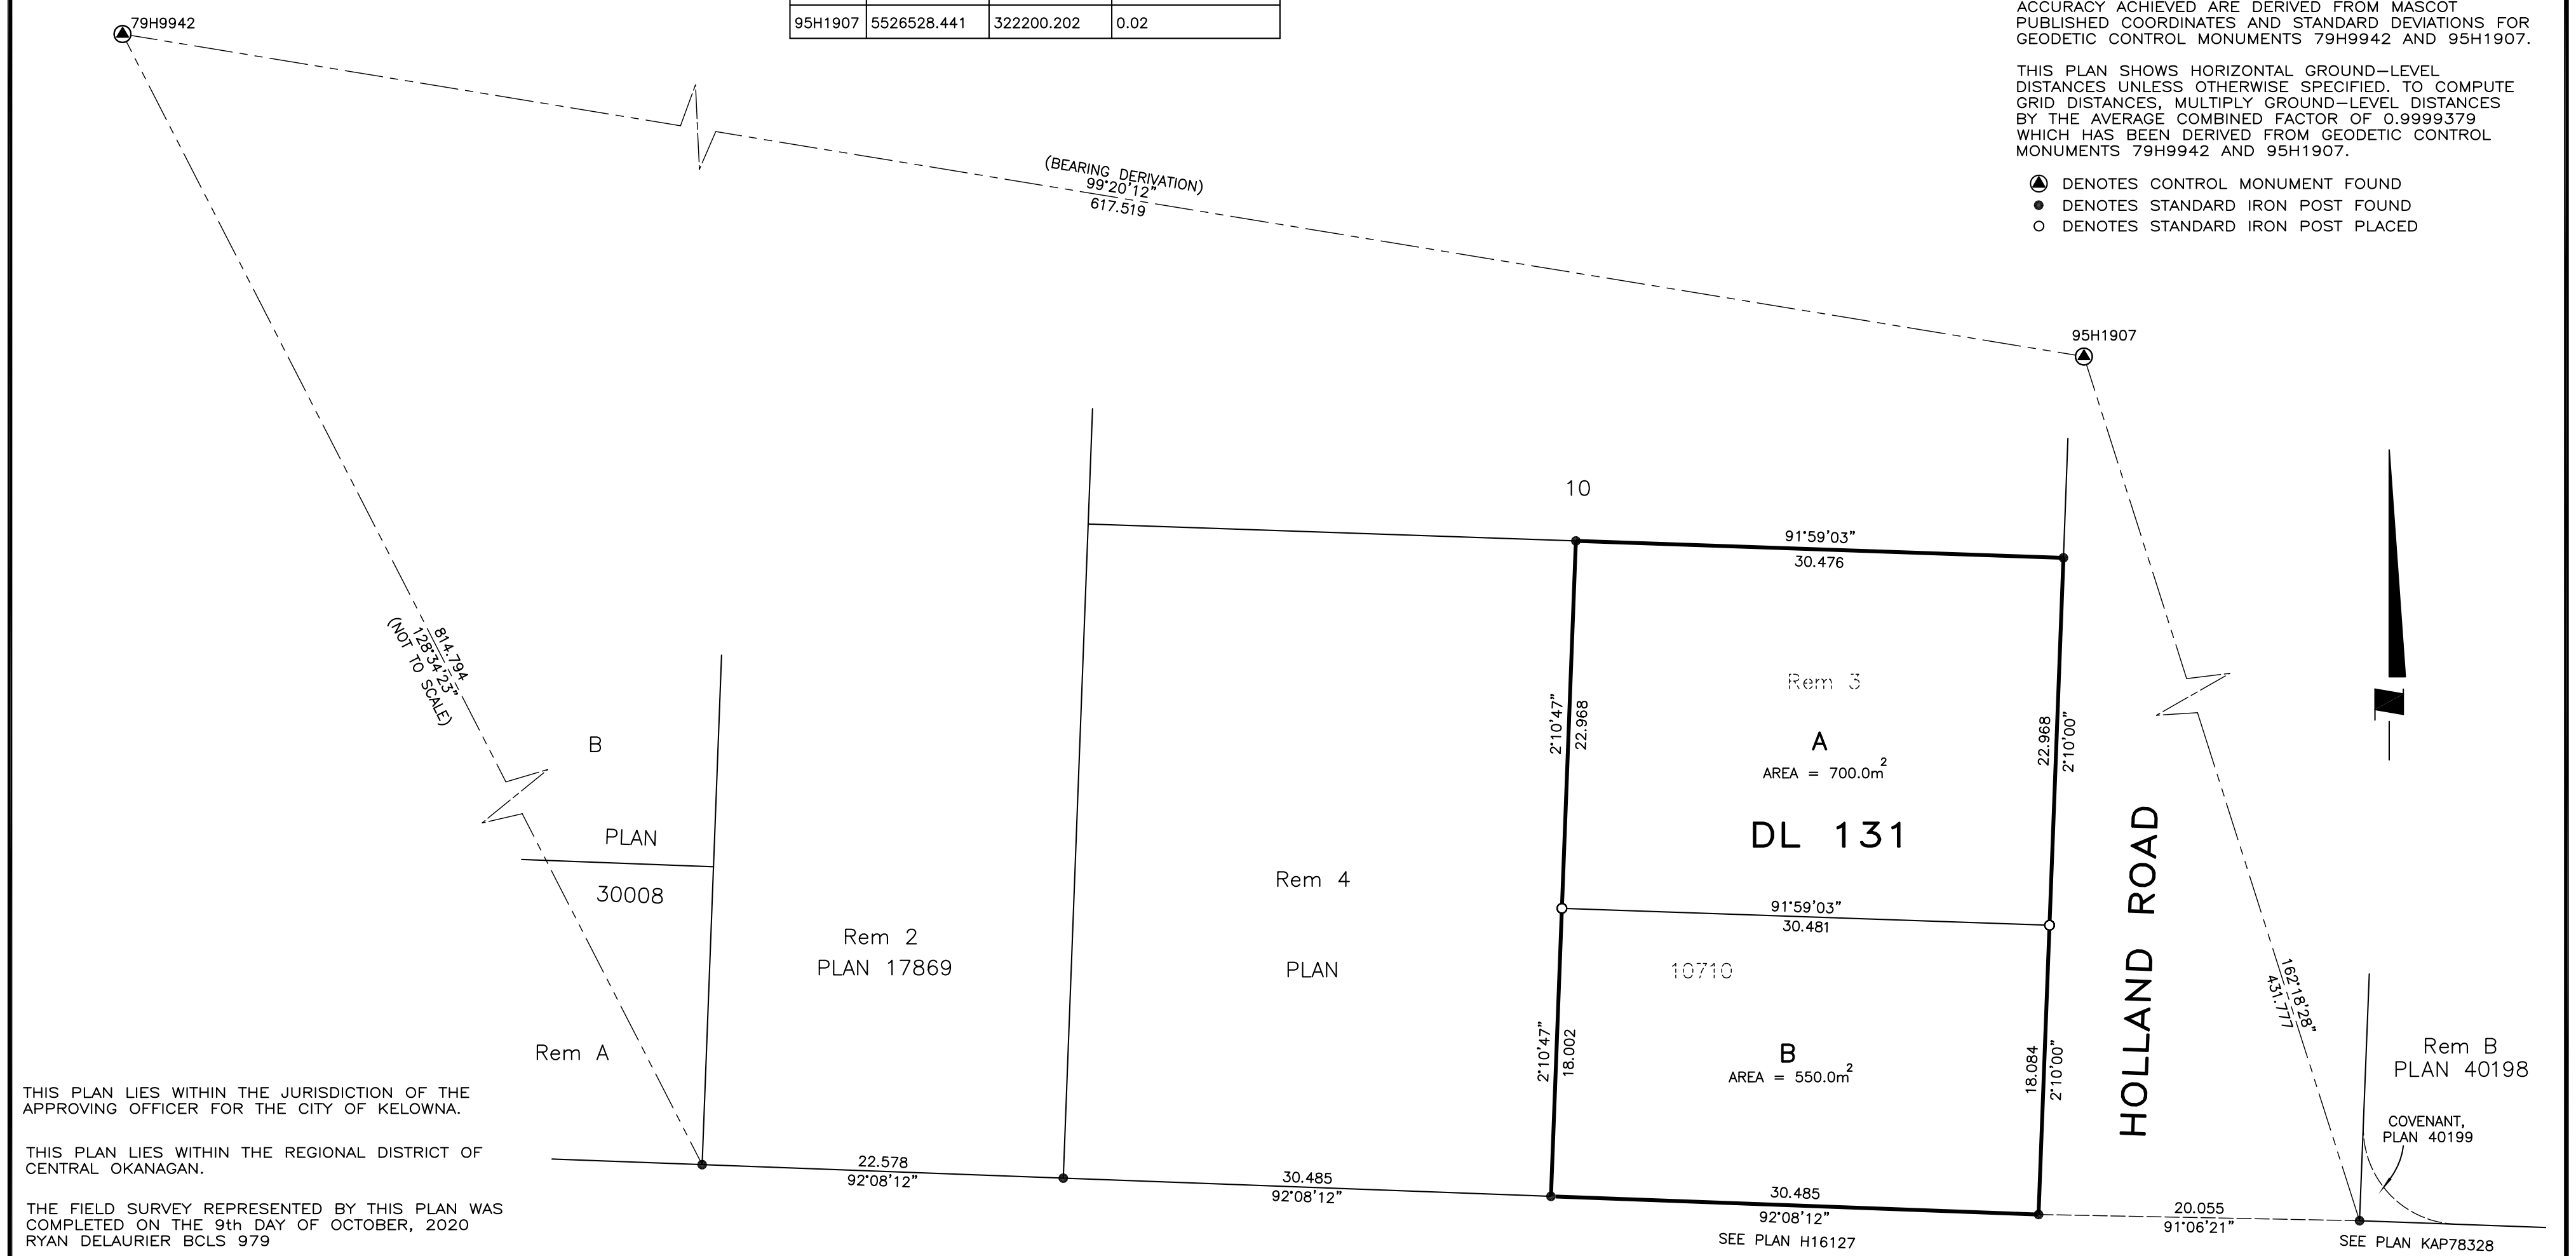 79H9942
95H1907 5526528.441 322200.202 0.02
ACCURACY ACHIEVED ARE DERIVED FROM MASCOT
PUBLISHED COORDINATES AND STANDARD DEVIATIONS FOR
GEODETIC CONTROL MONUMENTS 79H9942 AND 95H1907.
THIS PLAN SHOWS HORIZONTAL GROUND-LEVEL
DISTANCES UNLESS OTHERWISE SPECIFIED. TO COMPUTE
GRID DISTANCES, MULTIPLY GROUND-LEVEL DISTANCES
BY THE AVERAGE COMBINED FACTOR OF 0.9999379
WHICH HAS BEEN DERIVED FROM GEODETIC CONTROL
MONUMENTS 79H9942 AND 95H1907.
DENOTES CONTROL MONUMENT FOUND
DENOTES STANDARD IRON POST FOUND
DENOTES STANDARD IRON POST PLACED
(BEARING DERIVATION)
99°20'12"
617.519
95H1907
10
91°59'03"
30.476
814.794
128°34'23"
(NOT TO SCALE)
2°10'47"
22.968
Rem 3
A
AREA = 700.0m²
22.968
2°10'00"
DL 131
B
PLAN
30008
Rem 2
PLAN 17869
Rem 4
PLAN
91°59'03"
30.481
10710
2°10'47"
18.002
B
AREA = 550.0m²
18.084
2°10'00"
HOLLAND ROAD
162°18'28"
431.777
N
Rem B
PLAN 40198
COVENANT,
PLAN 40199
Rem A
THIS PLAN LIES WITHIN THE JURISDICTION OF THE
APPROVING OFFICER FOR THE CITY OF KELOWNA.
THIS PLAN LIES WITHIN THE REGIONAL DISTRICT OF
CENTRAL OKANAGAN.
THE FIELD SURVEY REPRESENTED BY THIS PLAN WAS
COMPLETED ON THE 9th DAY OF OCTOBER, 2020
RYAN DELAURIER BCLS 979
22.578
92°08'12"
30.485
92°08'12"
30.485
92°08'12"
SEE PLAN H16127
20.055
91°06'21"
SEE PLAN KAP78328